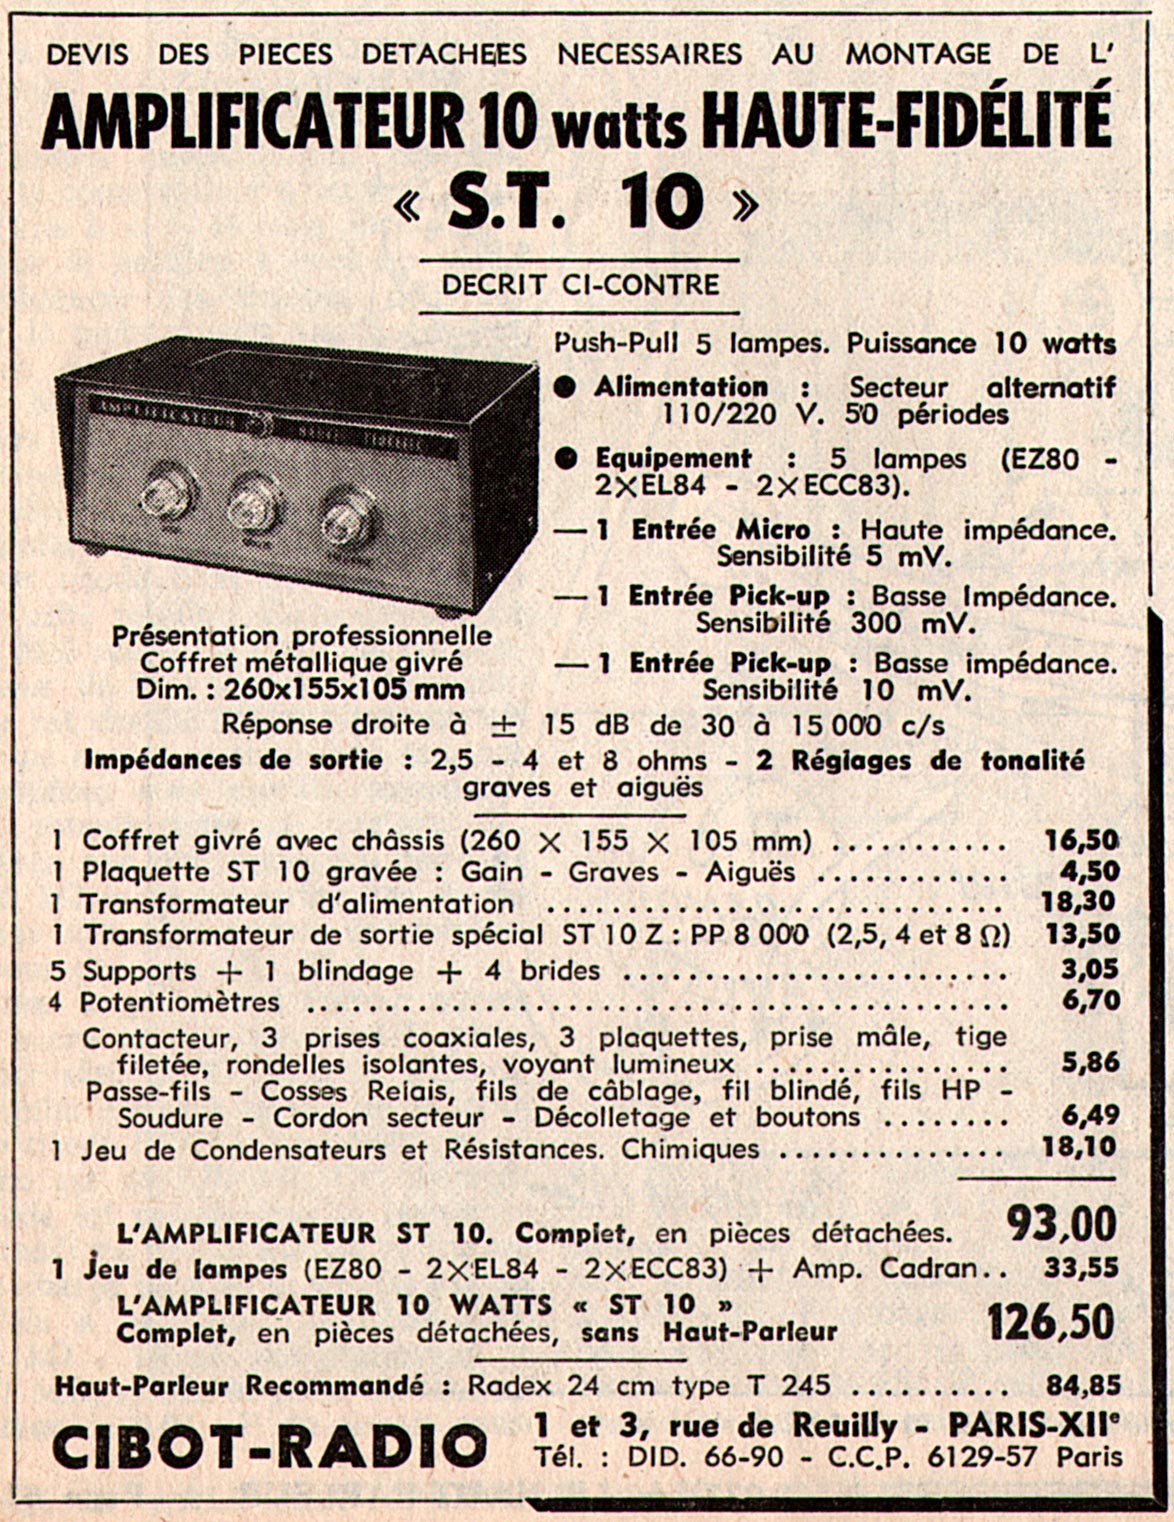 DEVIS DES PIECES DETACHEES NECESSAIRES AU MONTAGE DE L'
AMPLIFICATEUR 10 watts HAUTE-FIDÉLITÉ
« S.T. 10 »
DECRIT CI-CONTRE
AMPLIFICATEUR
Présentation professionnelle
Coffret métallique givré
Dim. : 260x155x105 mm
Push-Pull 5 lampes. Puissance 10 watts
● Alimentation : Secteur alternatif
110/220 V. 50 périodes
● Equipement : 5 lampes (EZ80 -
2×EL84 - 2×ECC83).
— 1 Entrée Micro : Haute impédance.
Sensibilité 5 mV.
— 1 Entrée Pick-up : Basse Impédance.
Sensibilité 300 mV.
— 1 Entrée Pick-up : Basse impédance.
Sensibilité 10 mV.
Réponse droite à ± 15 dB de 30 à 15 000 c/s
Impédances de sortie : 2,5 - 4 et 8 ohms - 2 Réglages de tonalité
graves et aiguës
1 Coffret givré avec châssis (260 × 155 × 105 mm) ........... 16,50
1 Plaquette ST 10 gravée : Gain - Graves - Aiguës ............ 4,50
1 Transformateur d'alimentation ............................. 18,30
1 Transformateur de sortie spécial ST 10 Z : PP 8 000 (2,5, 4 et 8 Ω) 13,50
5 Supports + 1 blindage + 4 brides ......................... 3,05
4 Potentiomètres ..................................... 6,70
Contacteur, 3 prises coaxiales, 3 plaquettes, prise mâle, tige
filetée, rondelles isolantes, voyant lumineux ................ 5,86
Passe-fils - Cosses Relais, fils de câblage, fil blindé, fils HP -
Soudure - Cordon secteur - Décolletage et boutons ........ 6,49
1 Jeu de Condensateurs et Résistances. Chimiques .............. 18,10
L'AMPLIFICATEUR ST 10. Complet, en pièces détachées. 93,00
1 Jeu de lampes (EZ80 - 2×EL84 - 2×ECC83) + Amp. Cadran.. 33,55
L'AMPLIFICATEUR 10 WATTS « ST 10 »
Complet, en pièces détachées, sans Haut-Parleur 126,50
Haut-Parleur Recommandé : Radex 24 cm type T 245 .......... 84,85
CIBOT-RADIO
1 et 3, rue de Reuilly - PARIS-XIIe
Tél. : DID. 66-90 - C.C.P. 6129-57 Paris